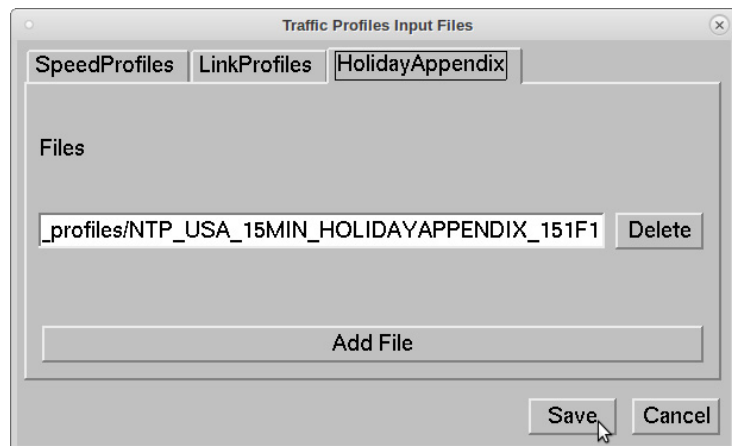 Traffic Profiles Input Files
SpeedProfiles LinkProfiles HolidayAppendix
Files
_profiles/NTP_USA_15MIN_HOLIDAYAPPENDIX_151F1 Delete
Add File
Save Cancel